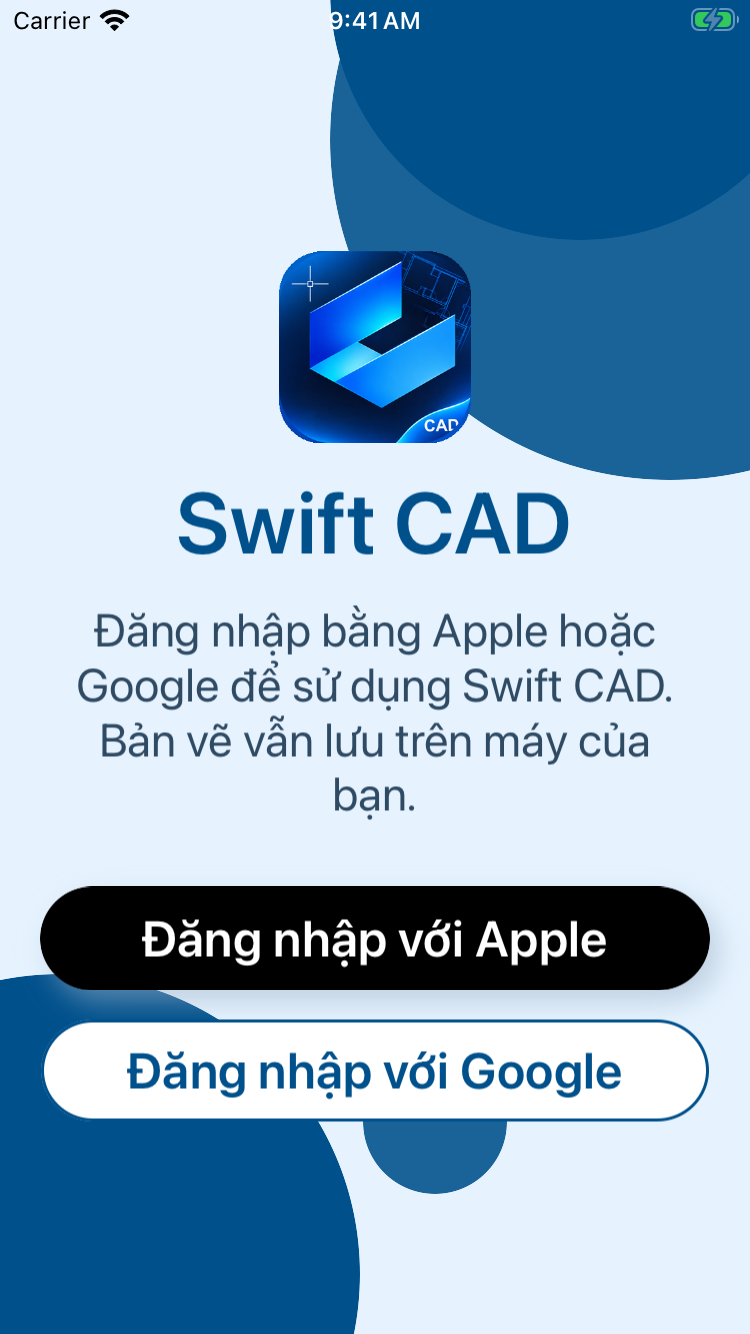 Carrier 9:41 AM
CAD
Swift CAD
Đăng nhập bằng Apple hoặc
Google để sử dụng Swift CAD.
Bản vẽ vẫn lưu trên máy của
bạn.
Đăng nhập với Apple
Đăng nhập với Google